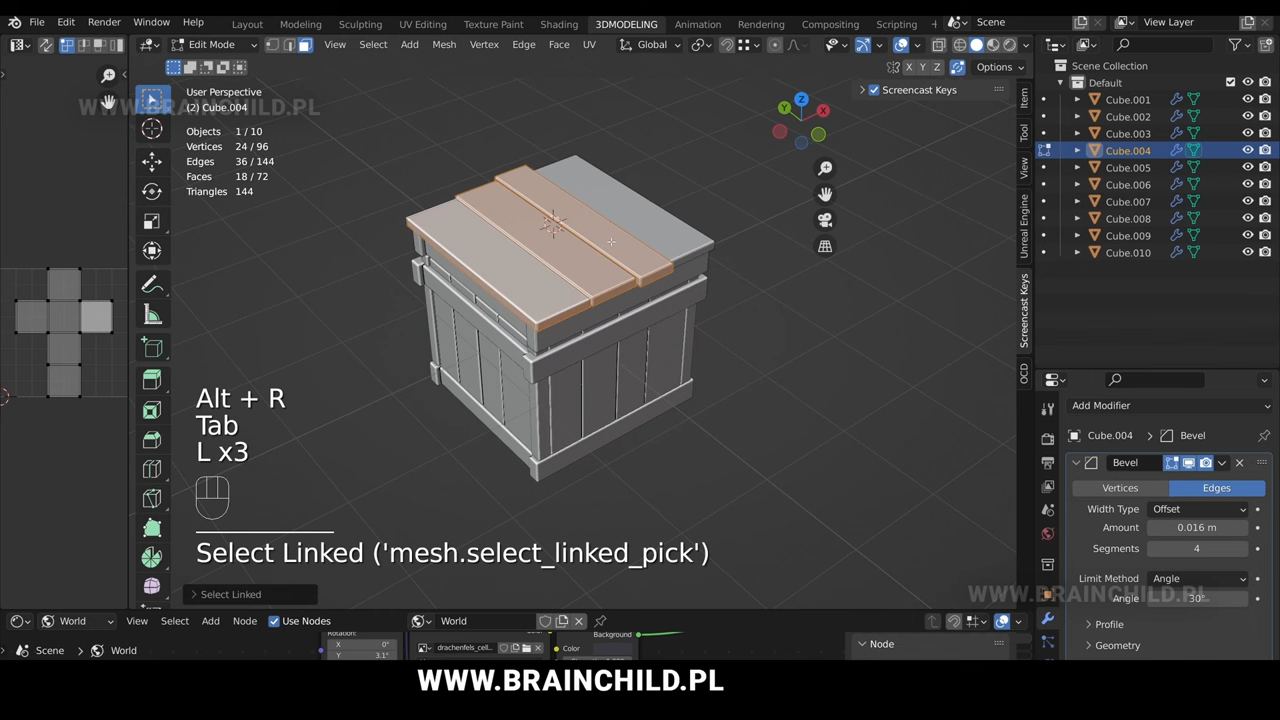 File Edit Render Window Help Layout Modeling Sculpting UV Editing Texture Paint Shading 3DMODELING Animation Rendering Compositing Scripting Scene View Layer
Edit Mode View Select Add Mesh Vertex Edge Face UV Global
X Y Z Options
User Perspective
(2) Cube.004
Objects 1 / 10
Vertices 24 / 96
Edges 36 / 144
Faces 18 / 72
Triangles 144
WWW.BRAINCHILD.PL
Screencast Keys
Z
Y
X
Item
Tool
View
Unreal Engine
Screencast Keys
OCD
Alt + R
Tab
L x3
Select Linked ('mesh.select_linked_pick')
Select Linked
Scene Collection
Default
Cube.001
Cube.002
Cube.003
Cube.004
Cube.005
Cube.006
Cube.007
Cube.008
Cube.009
Cube.010
Add Modifier
Cube.004 Bevel
Bevel
Vertices Edges
Width Type Offset
Amount 0.016 m
Segments 4
Limit Method Angle
Angle 30°
WWW.BRAINCHILD.PL
Profile
Geometry
World View Select Add Node Use Nodes World
Scene World
Rotation:
X 0°
Y 3.1°
drachenfels_cell..
Background
Color
Node
WWW.BRAINCHILD.PL